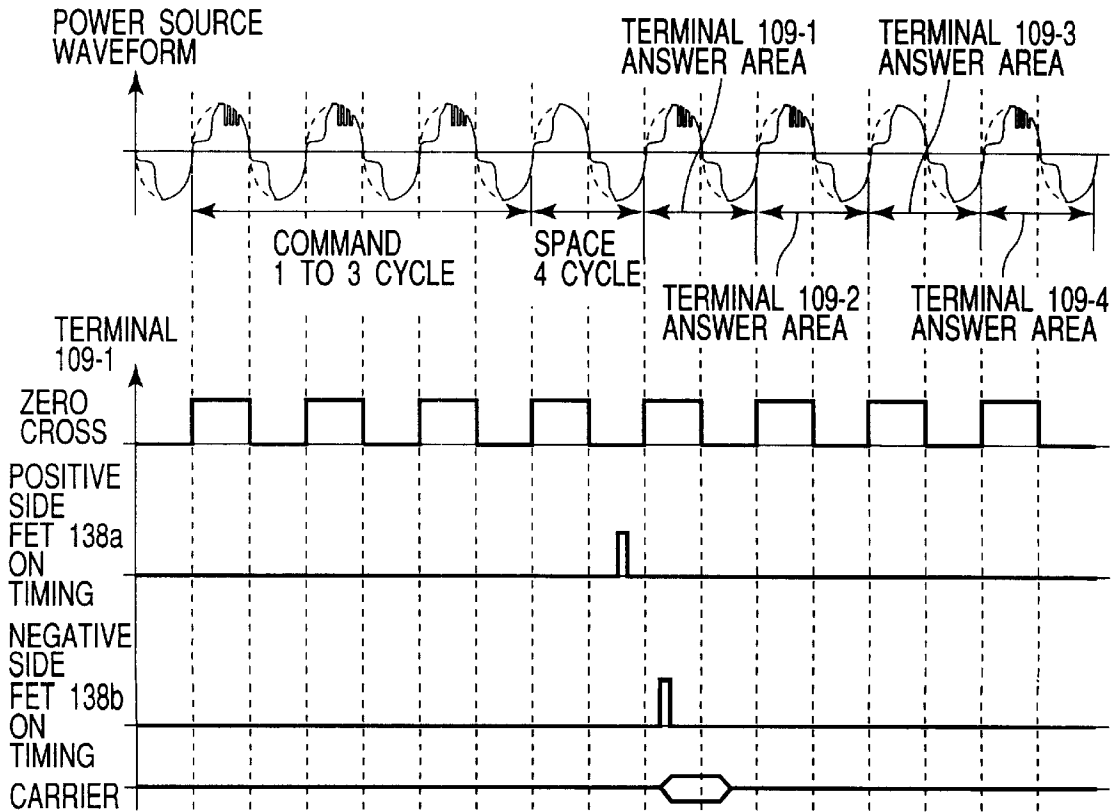 POWER SOURCE
WAVEFORM
TERMINAL 109-1
ANSWER AREA
TERMINAL 109-3
ANSWER AREA
COMMAND
1 TO 3 CYCLE
SPACE
4 CYCLE
TERMINAL 109-2
ANSWER AREA
TERMINAL 109-4
ANSWER AREA
TERMINAL
109-1
ZERO
CROSS
POSITIVE
SIDE
FET 138a
ON
TIMING
NEGATIVE
SIDE
FET 138b
ON
TIMING
CARRIER